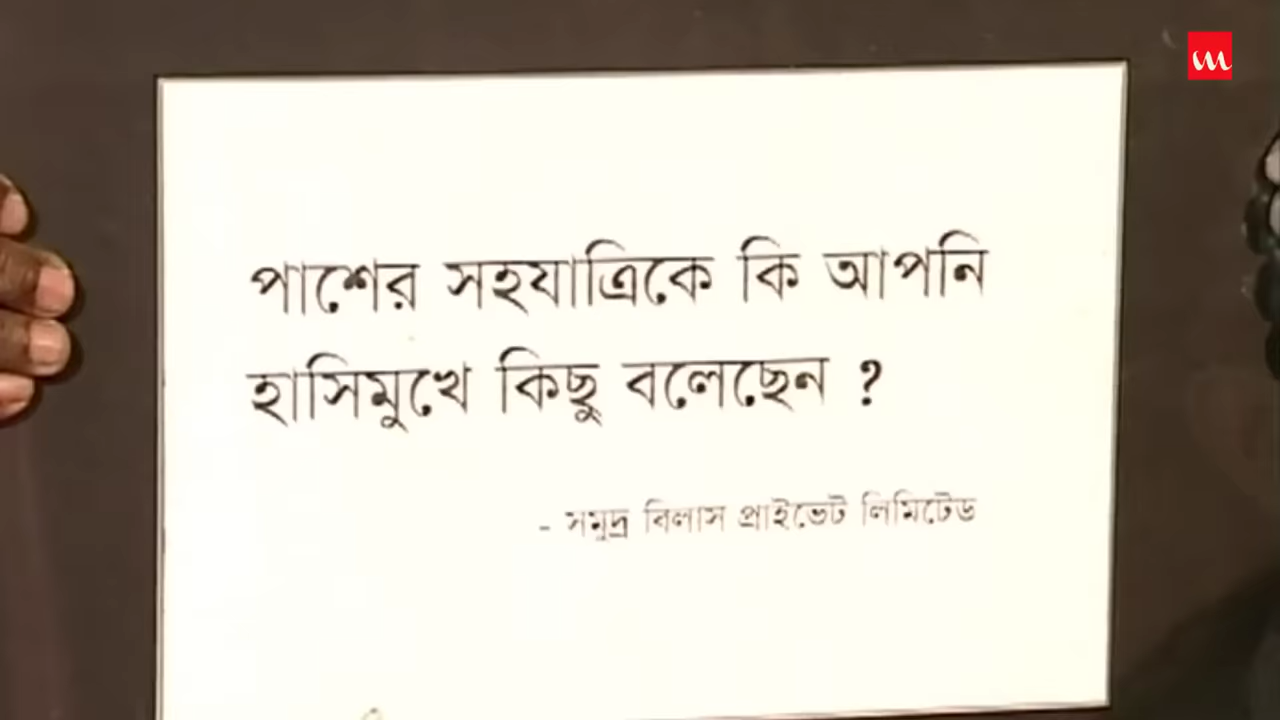 পাশের সহযাত্রিকে কি আপনি
হাসিমুখে কিছু বলেছেন ?
- সমুদ্র বিলাস প্রাইভেট লিমিটেড